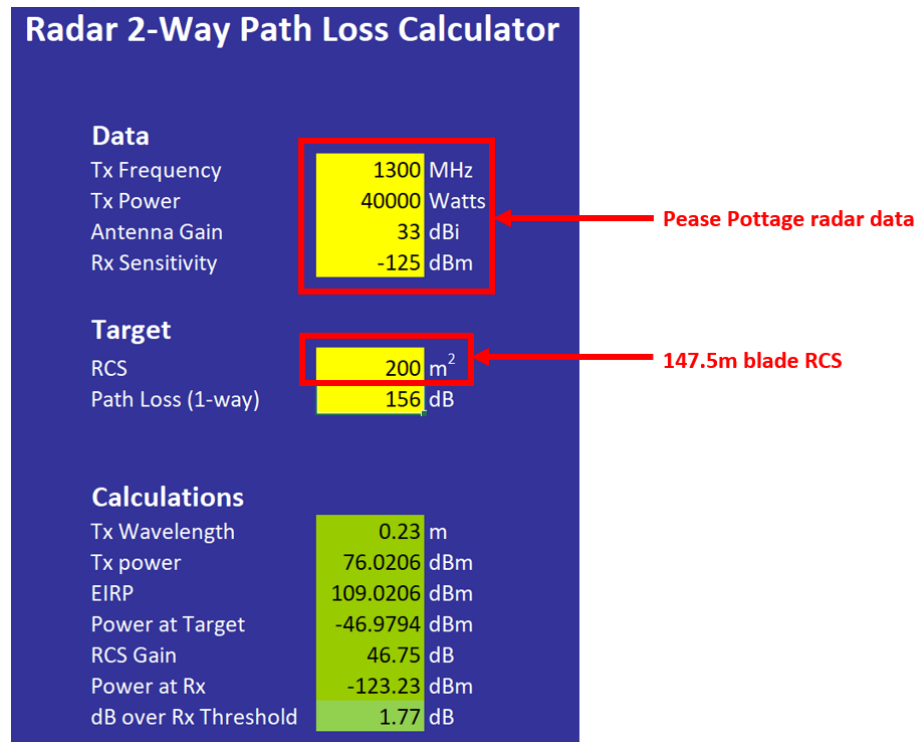 Radar 2-Way Path Loss Calculator
Data
Tx Frequency 1300 MHz
Tx Power 40000 Watts
Antenna Gain 33 dBi
Rx Sensitivity -125 dBm
Pease Pottage radar data
Target
RCS 200 m²
147.5m blade RCS
Path Loss (1-way) 156 dB
Calculations
Tx Wavelength 0.23 m
Tx power 76.0206 dBm
EIRP 109.0206 dBm
Power at Target -46.9794 dBm
RCS Gain 46.75 dB
Power at Rx -123.23 dBm
dB over Rx Threshold 1.77 dB